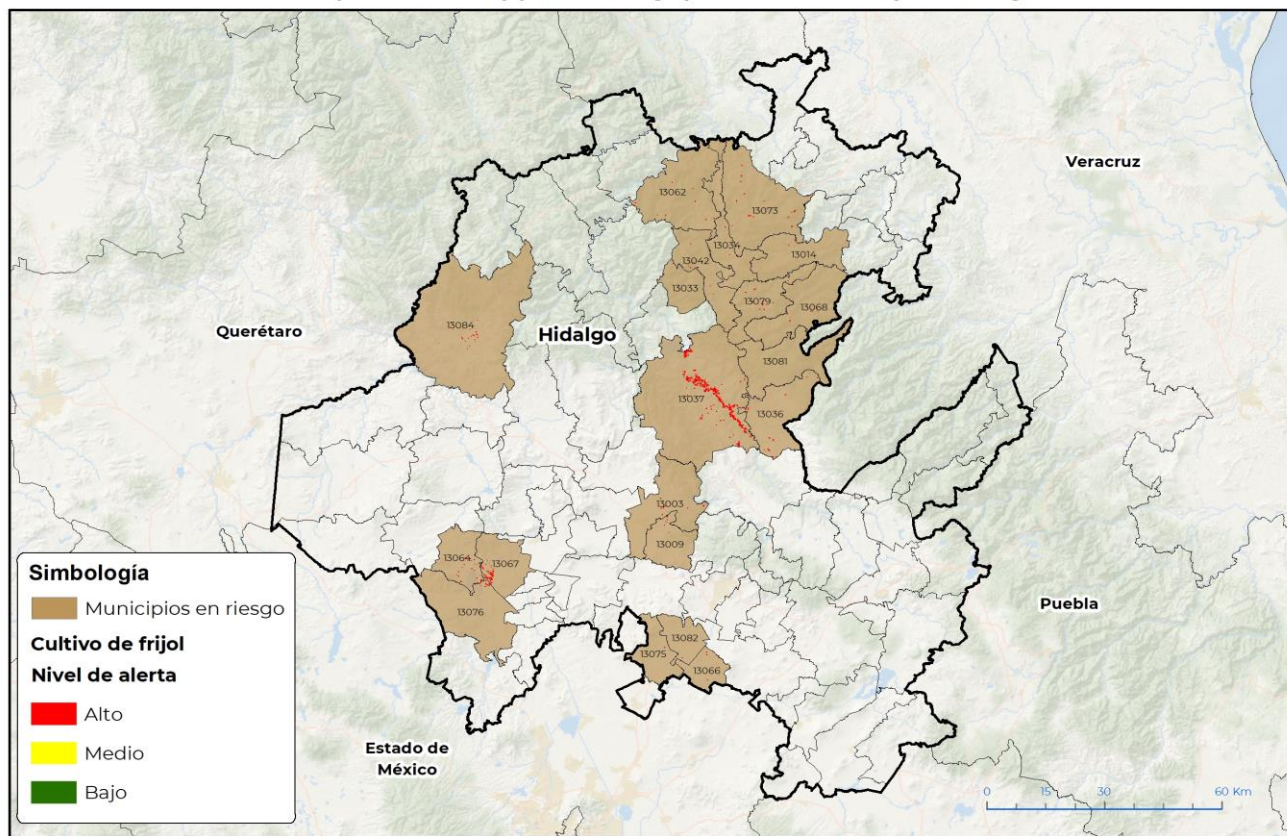 Veracruz
13062
13073
13034
13042
13014
13033
13079
13068
13084
Querétaro
Hidalgo
13081
13037
13036
13003
13009
13064
13067
13076
Puebla
13082
13075
13066
Estado de
México
Simbología
Municipios en riesgo
Cultivo de frijol
Nivel de alerta
Alto
Medio
Bajo
0 15 30 60 Km